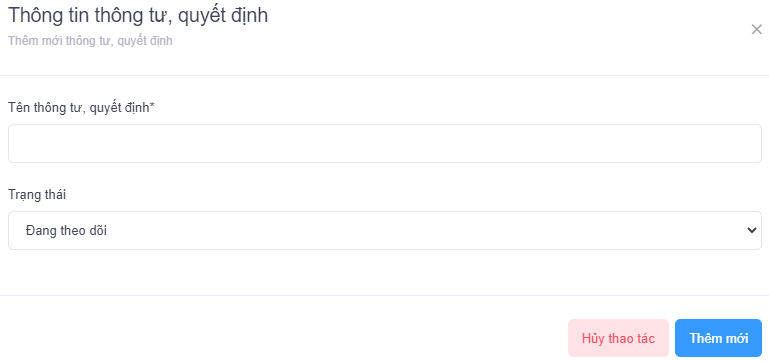 Thông tin thông tư, quyết định
Thêm mới thông tư, quyết định
Tên thông tư, quyết định*
Trạng thái
Đang theo dõi
Hủy thao tác
Thêm mới